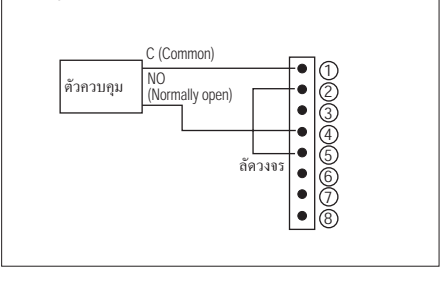 C (Common)
ตัวควบคุม
NO
(Normally open)
ลัดวงจร
①
②
③
④
⑤
⑥
⑦
⑧